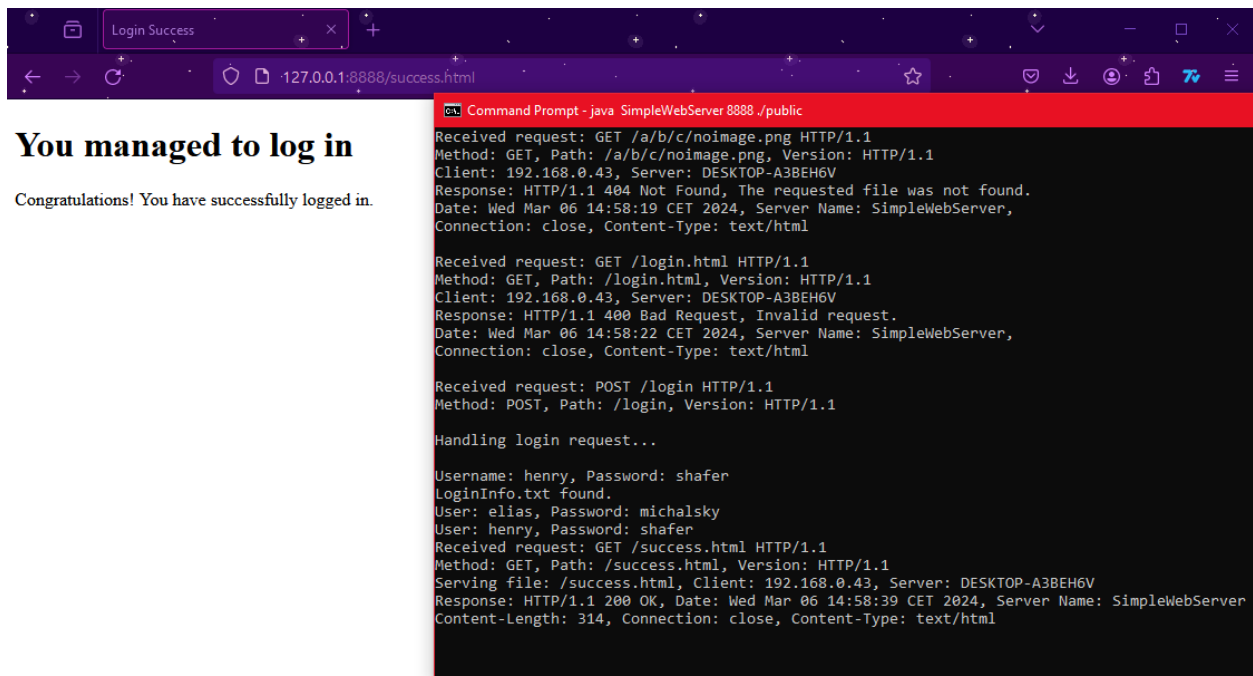 Login Success
127.0.0.1:8888/success.html
You managed to log in
Congratulations! You have successfully logged in.
Command Prompt - java SimpleWebServer 8888 ./public
Received request: GET /a/b/c/noimage.png HTTP/1.1
Method: GET, Path: /a/b/c/noimage.png, Version: HTTP/1.1
Client: 192.168.0.43, Server: DESKTOP-A3BEH6V
Response: HTTP/1.1 404 Not Found, The requested file was not found.
Date: Wed Mar 06 14:58:19 CET 2024, Server Name: SimpleWebServer,
Connection: close, Content-Type: text/html
Received request: GET /login.html HTTP/1.1
Method: GET, Path: /login.html, Version: HTTP/1.1
Client: 192.168.0.43, Server: DESKTOP-A3BEH6V
Response: HTTP/1.1 400 Bad Request, Invalid request.
Date: Wed Mar 06 14:58:22 CET 2024, Server Name: SimpleWebServer,
Connection: close, Content-Type: text/html
Received request: POST /login HTTP/1.1
Method: POST, Path: /login, Version: HTTP/1.1
Handling login request...
Username: henry, Password: shafer
LoginInfo.txt found.
User: elias, Password: michalsky
User: henry, Password: shafer
Received request: GET /success.html HTTP/1.1
Method: GET, Path: /success.html, Version: HTTP/1.1
Serving file: /success.html, Client: 192.168.0.43, Server: DESKTOP-A3BEH6V
Response: HTTP/1.1 200 OK, Date: Wed Mar 06 14:58:39 CET 2024, Server Name: SimpleWebServer
Content-Length: 314, Connection: close, Content-Type: text/html